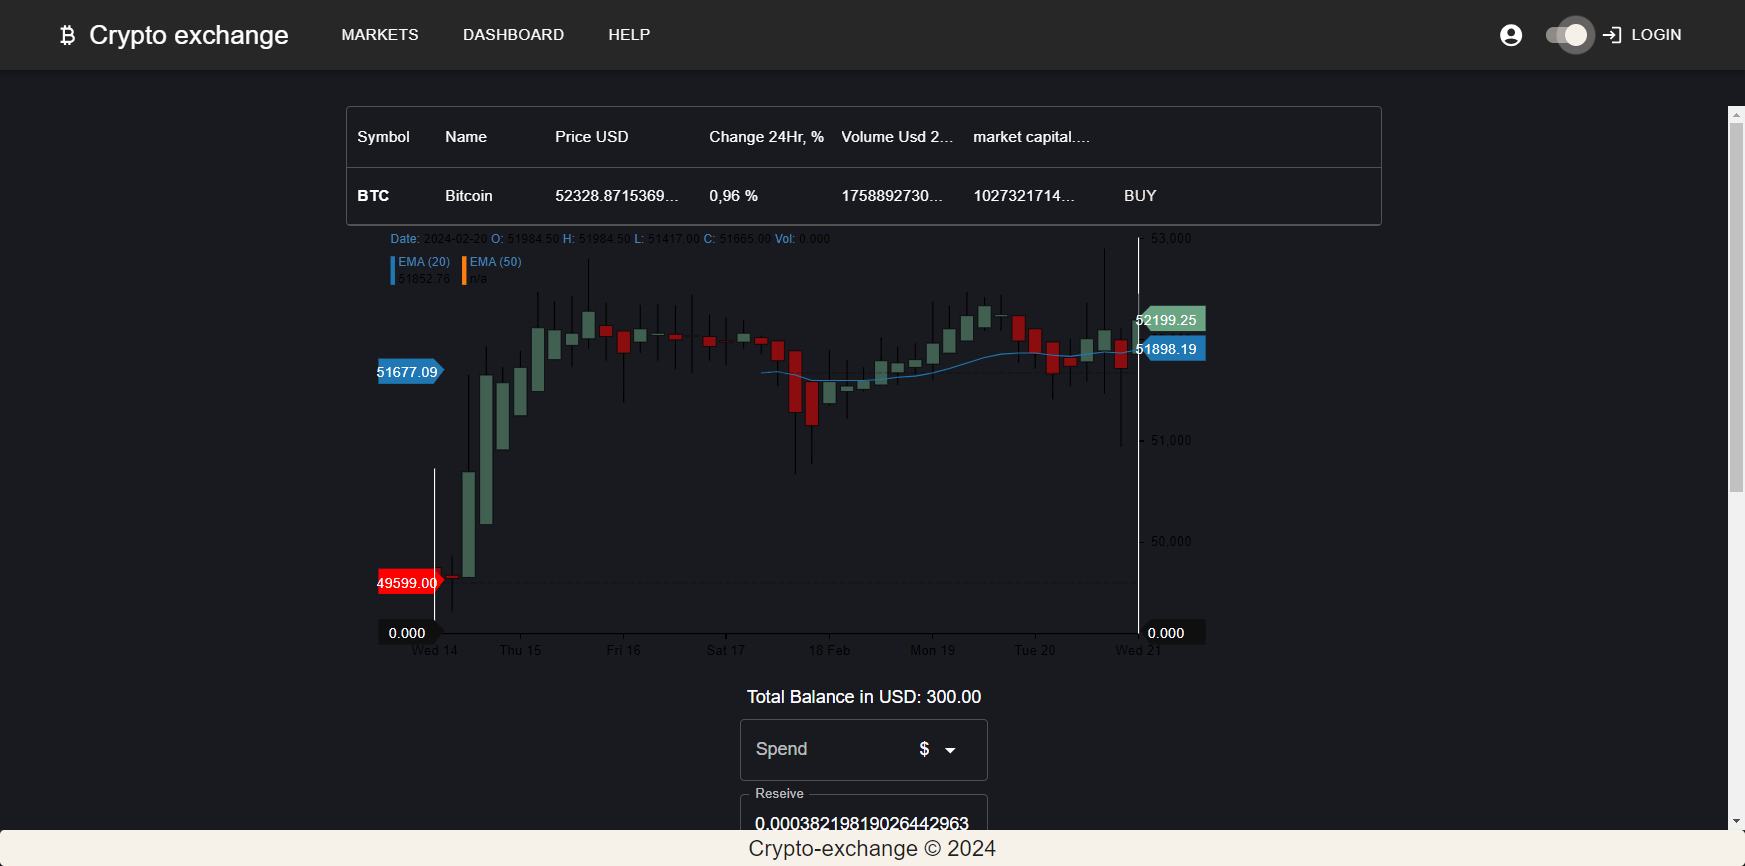 Crypto exchange MARKETS DASHBOARD HELP LOGIN
Symbol Name Price USD Change 24Hr, % Volume Usd 2... market capital....
BTC Bitcoin 52328.8715369... 0,96 % 1758892730... 1027321714... BUY
Date: 2024-02-20 O: 51984.50 H: 51984.50 L: 51417.00 C: 51665.00 Vol: 0.000
EMA (20) EMA (50)
51852.76 n/a
53,000
52199.25
51898.19
51677.09
51,000
50,000
49599.00
0.000 0.000
Wed 14 Thu 15 Fri 16 Sat 17 18 Feb Mon 19 Tue 20 Wed 21
Total Balance in USD: 300.00
Spend $
Reseive
0.00038219819026442963
Crypto-exchange © 2024